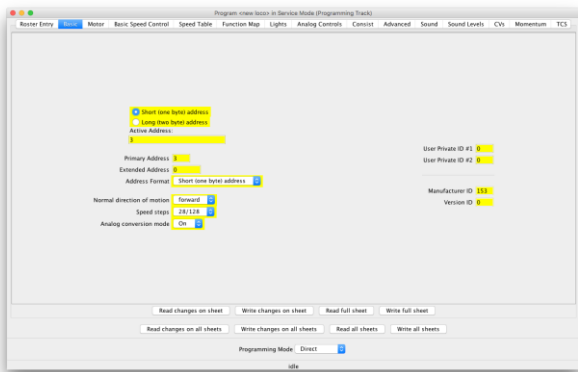 Program <new loco> in Service Mode (Programming Track)
Roster Entry Basic Motor Basic Speed Control Speed Table Function Map Lights Analog Controls Consist Advanced Sound Sound Levels CVs Momentum TCS
Short (one byte) address
Long (two byte) address
Active Address:
3
Primary Address 3
Extended Address 0
Address Format Short (one byte) address
Normal direction of motion forward
Speed steps 28/128
Analog conversion mode On
User Private ID #1 0
User Private ID #2 0
Manufacturer ID 153
Version ID 0
Read changes on sheet Write changes on sheet Read full sheet Write full sheet
Read changes on all sheets Write changes on all sheets Read all sheets Write all sheets
Programming Mode Direct
idle